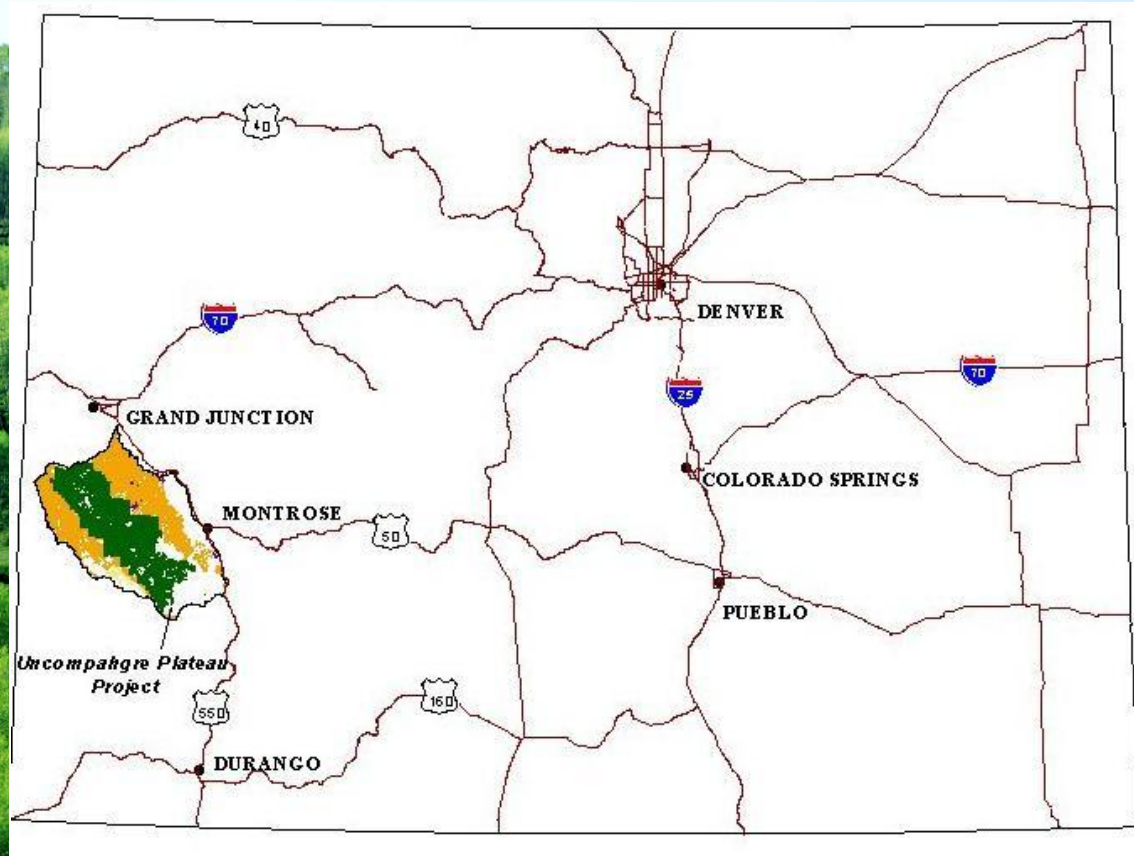 40
70
DENVER
70
25
GRAND JUNCTION
COLORADO SPRINGS
MONTROSE
50
PUEBLO
Uncompahgre Plateau
Project
160
550
DURANGO